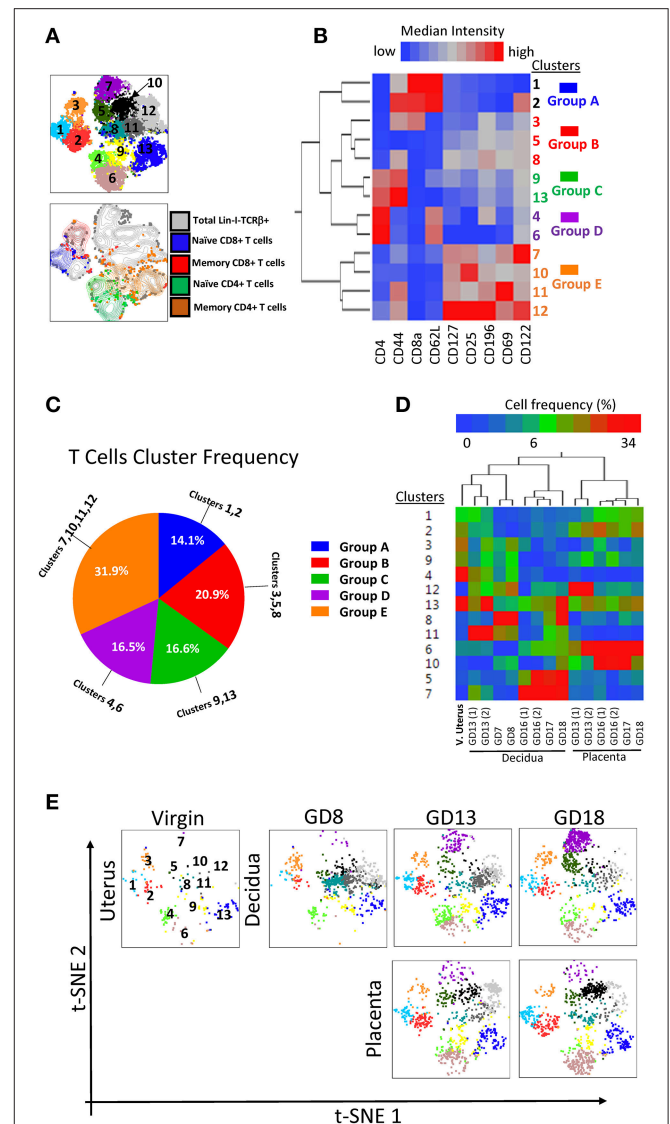 A
7
10
3
5
12
1
8
11
2
9
13
4
6
Total Lin-I-TCRβ+
Naïve CD8+ T cells
Memory CD8+ T cells
Naïve CD4+ T cells
Memory CD4+ T cells
B
Median Intensity
low
high
Clusters
1
2
Group A
3
5
8
Group B
9
13
Group C
4
6
Group D
7
10
11
12
Group E
CD4
CD44
CD8a
CD62L
CD127
CD25
CD196
CD69
CD122
C
T Cells Cluster Frequency
Clusters 1,2
14.1%
Clusters 3,5,8
20.9%
Clusters 9,13
16.6%
Clusters 4,6
16.5%
Clusters 7,10,11,12
31.9%
Group A
Group B
Group C
Group D
Group E
D
Cell frequency (%)
0
6
34
Clusters
1
2
3
9
4
12
13
8
11
6
10
5
7
V. Uterus
GD13 (1)
GD13 (2)
GD7
GD8
GD16 (1)
GD16 (2)
GD17
GD18
GD13 (1)
GD13 (2)
GD16 (1)
GD16 (2)
GD17
GD18
Decidua
Placenta
E
Virgin
GD8
GD13
GD18
Uterus
Decidua
7
3
5
10
12
1
8
11
2
9
4
13
6
Placenta
t-SNE 2
t-SNE 1